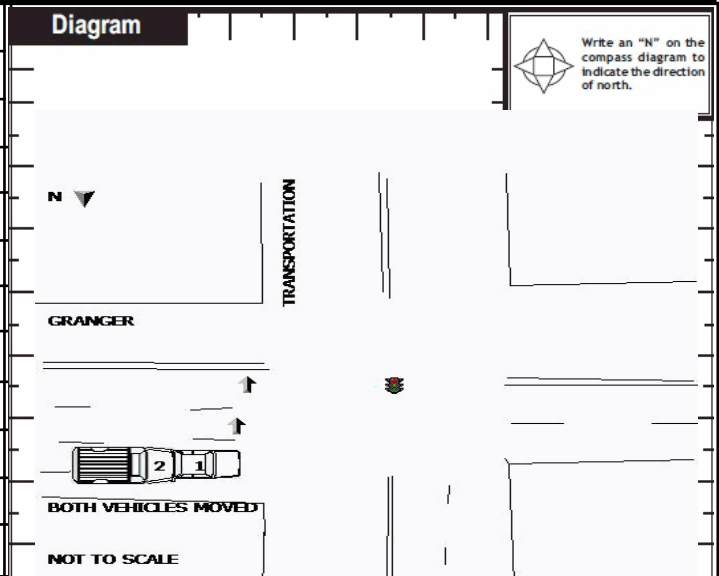 Diagram
Write an “N” on the
compass diagram to
indicate the direction
of north.
N
TRANSPORTATION
GRANGER
2 1
BOTH VEHICLES MOVED
NOT TO SCALE